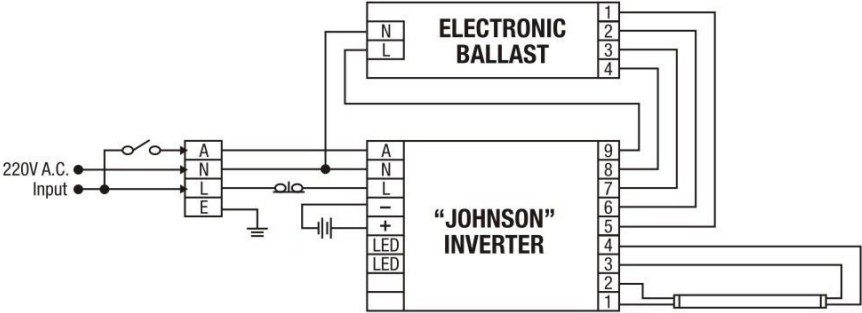 N
L
ELECTRONIC
BALLAST
1
2
3
4
220V A.C.
Input
A
N
L
E
A
N
L
−
+
LED
LED
"JOHNSON"
INVERTER
9
8
7
6
5
4
3
2
1